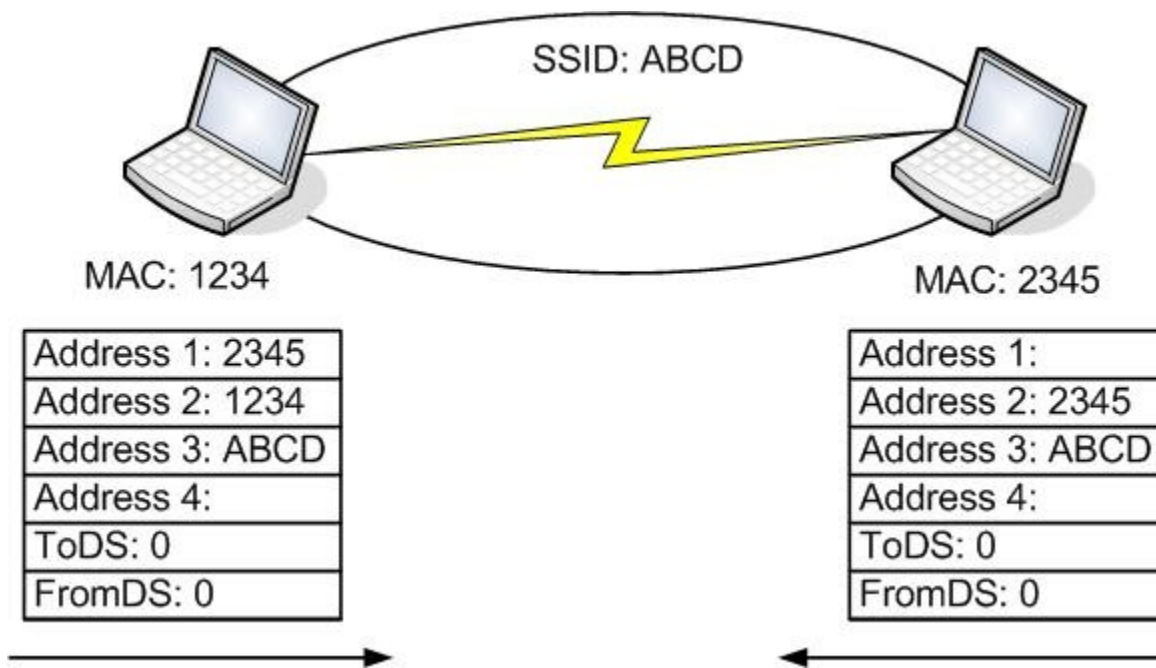 SSID: ABCD
MAC: 1234
MAC: 2345
Address 1: 2345
Address 2: 1234
Address 3: ABCD
Address 4:
ToDS: 0
FromDS: 0
Address 1:
Address 2: 2345
Address 3: ABCD
Address 4:
ToDS: 0
FromDS: 0